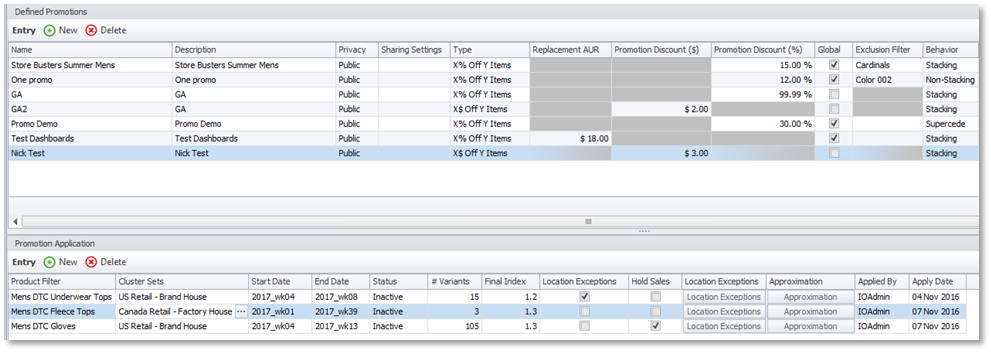 Defined Promotions
Entry New Delete
Name Description Privacy Sharing Settings Type Replacement AUR Promotion Discount ($) Promotion Discount (%) Global Exclusion Filter Behavior
Store Busters Summer Mens Store Busters Summer Mens Public X% Off Y Items 15.00 % Cardinals Stacking
One promo One promo Public X% Off Y Items 12.00 % Color 002 Non-Stacking
GA GA Public X% Off Y Items 99.99 % Stacking
GA2 GA Public X$ Off Y Items $ 2.00 Stacking
Promo Demo Promo Demo Public X% Off Y Items 30.00 % Supercede
Test Dashboards Test Dashboards Public X% Off Y Items $ 18.00 Stacking
Nick Test Nick Test Public X$ Off Y Items $ 3.00 Stacking
Promotion Application
Entry New Delete
Product Filter Cluster Sets Start Date End Date Status # Variants Final Index Location Exceptions Hold Sales Location Exceptions Approximation Applied By Apply Date
Mens DTC Underwear Tops US Retail - Brand House 2017_wk04 2017_wk08 Inactive 15 1.2 Location Exceptions Approximation IOAdmin 04 Nov 2016
Mens DTC Fleece Tops Canada Retail - Factory House ... 2017_wk01 2017_wk39 Inactive 3 1.3 Location Exceptions Approximation IOAdmin 07 Nov 2016
Mens DTC Gloves US Retail - Brand House 2017_wk04 2017_wk13 Inactive 105 1.3 Location Exceptions Approximation IOAdmin 07 Nov 2016